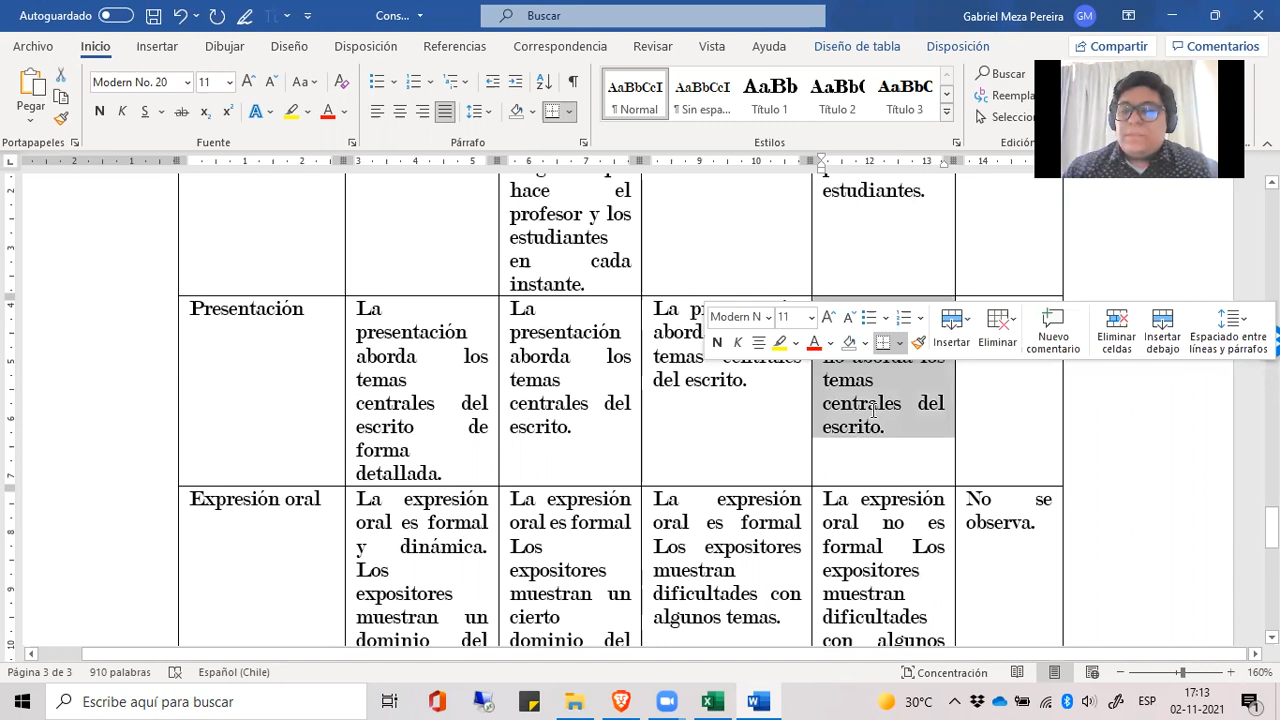 Autoguardado
Cons...
Buscar
Gabriel Meza Pereira GM
Archivo Inicio Insertar Dibujar Diseño Disposición Referencias Correspondencia Revisar Vista Ayuda Diseño de tabla Disposición
Compartir Comentarios
Pegar
Modern No. 20 11
AaBbCcI AaBbCcI AaBb AaBbC AaBbC
¶ Normal ¶ Sin espa... Título 1 Título 2 Título 3
Buscar
Reempla
Selección
Portapapeles Fuente Párrafo Estilos
hace el
profesor y los
estudiantes
en cada
instante.
estudiantes.
Presentación
La
presentación
aborda los
temas
centrales del
escrito de
forma
detallada.
La
presentación
aborda los
temas
centrales del
escrito.
La
temas centrales
del escrito.
no aborda los
temas
centrales del
escrito.
Modern N 11
Insertar Eliminar
Nuevo
comentario
Eliminar
celdas
Insertar
debajo
Espaciado entre
líneas y párrafos
Expresión oral
La expresión
oral es formal
y dinámica.
Los
expositores
muestran un
dominio del
La expresión
oral es formal
Los
expositores
muestran un
cierto
dominio del
La expresión
oral es formal
Los expositores
muestran
dificultades con
algunos temas.
La expresión
oral no es
formal Los
expositores
muestran
dificultades
con algunos
No se
observa.
Página 3 de 3 910 palabras Español (Chile) Concentración 160%
Escribe aquí para buscar
30°C
ESP
17:13
02-11-2021